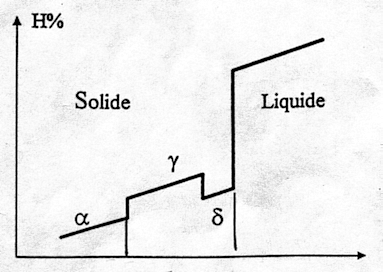 H%
Solide
Liquide
γ
α
δ